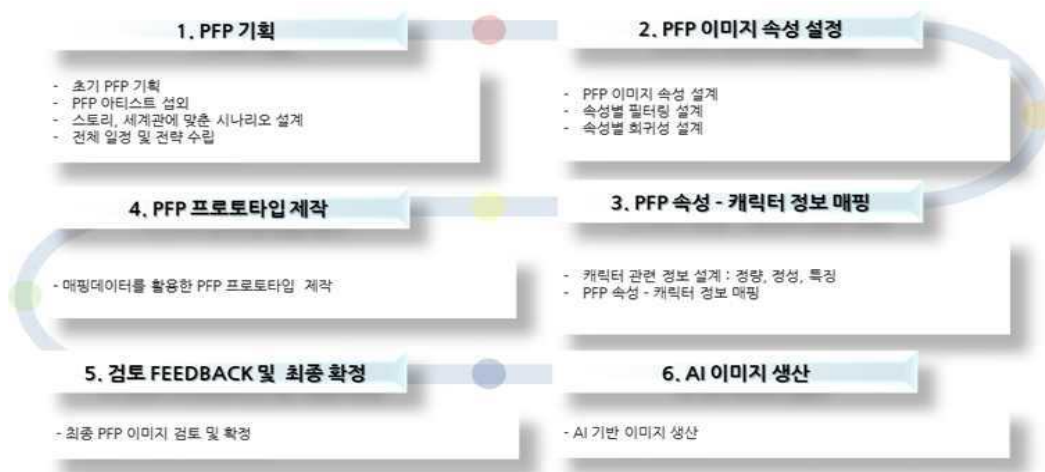 1. PFP 기획
- 초기 PFP 기획
- PFP 아티스트 섭외
- 스토리, 세계관에 맞춘 시나리오 설계
- 전체 일정 및 전략 수립
2. PFP 이미지 속성 설정
- PFP 이미지 속성 설계
- 속성별 필터링 설계
- 속성별 희귀성 설계
3. PFP 속성 - 캐릭터 정보 매핑
- 캐릭터 관련 정보 설계 : 정량, 정성, 특징
- PFP 속성 - 캐릭터 정보 매핑
4. PFP 프로토타입 제작
- 매핑데이터를 활용한 PFP 프로토타입 제작
5. 검토 FEEDBACK 및 최종 확정
- 최종 PFP 이미지 검토 및 확정
6. AI 이미지 생산
- AI 기반 이미지 생산